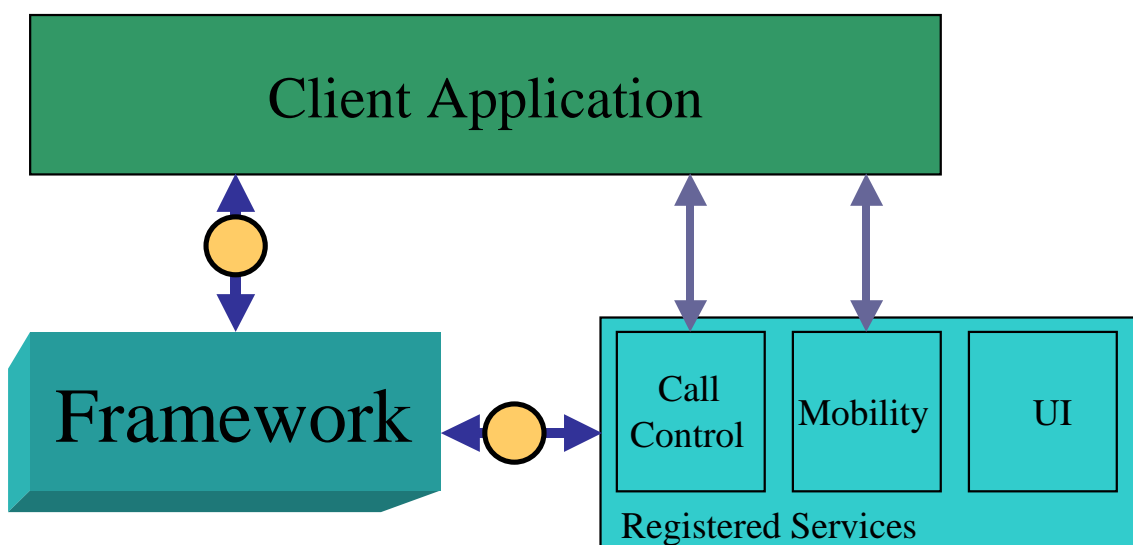 Client Application
Framework
Call
Control
Mobility
UI
Registered Services